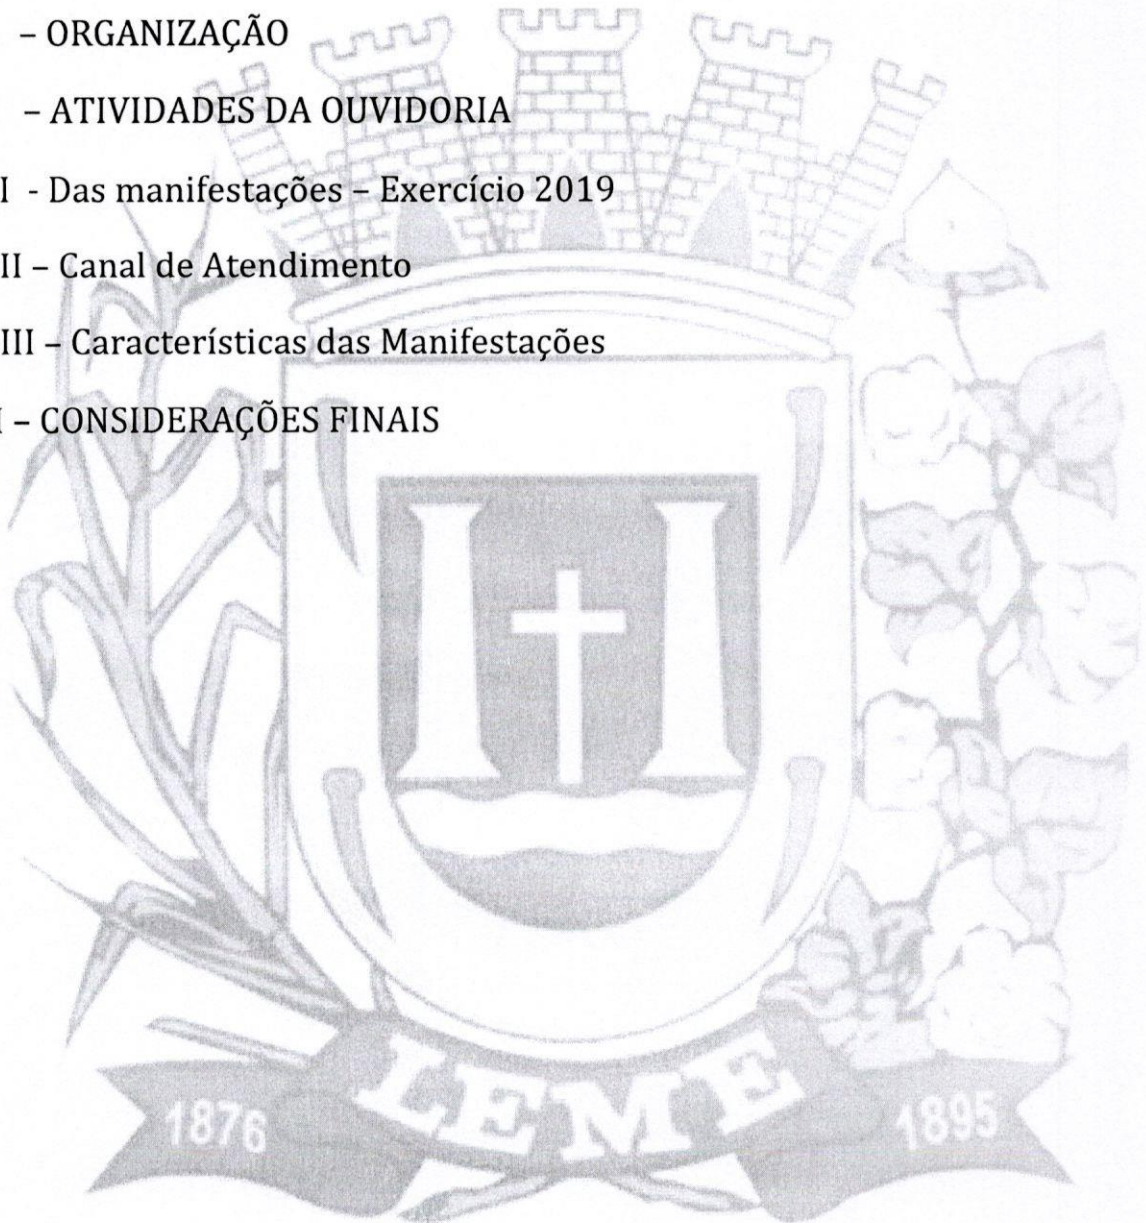 – ORGANIZAÇÃO
– ATIVIDADES DA OUVIDORIA
I - Das manifestações – Exercício 2019
II – Canal de Atendimento
III – Características das Manifestações
I – CONSIDERAÇÕES FINAIS
1876
LEME
1895